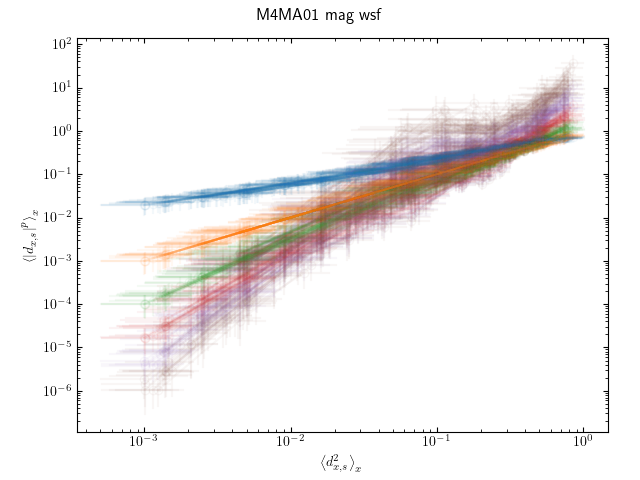 M4MA01 mag wsf
10^2
10^1
10^0
10^{-1}
10^{-2}
10^{-3}
10^{-4}
10^{-5}
10^{-6}
⟨|d_{x,s}|^p⟩_x
10^{-3} 10^{-2} 10^{-1} 10^0
⟨d^2_{x,s}⟩_x